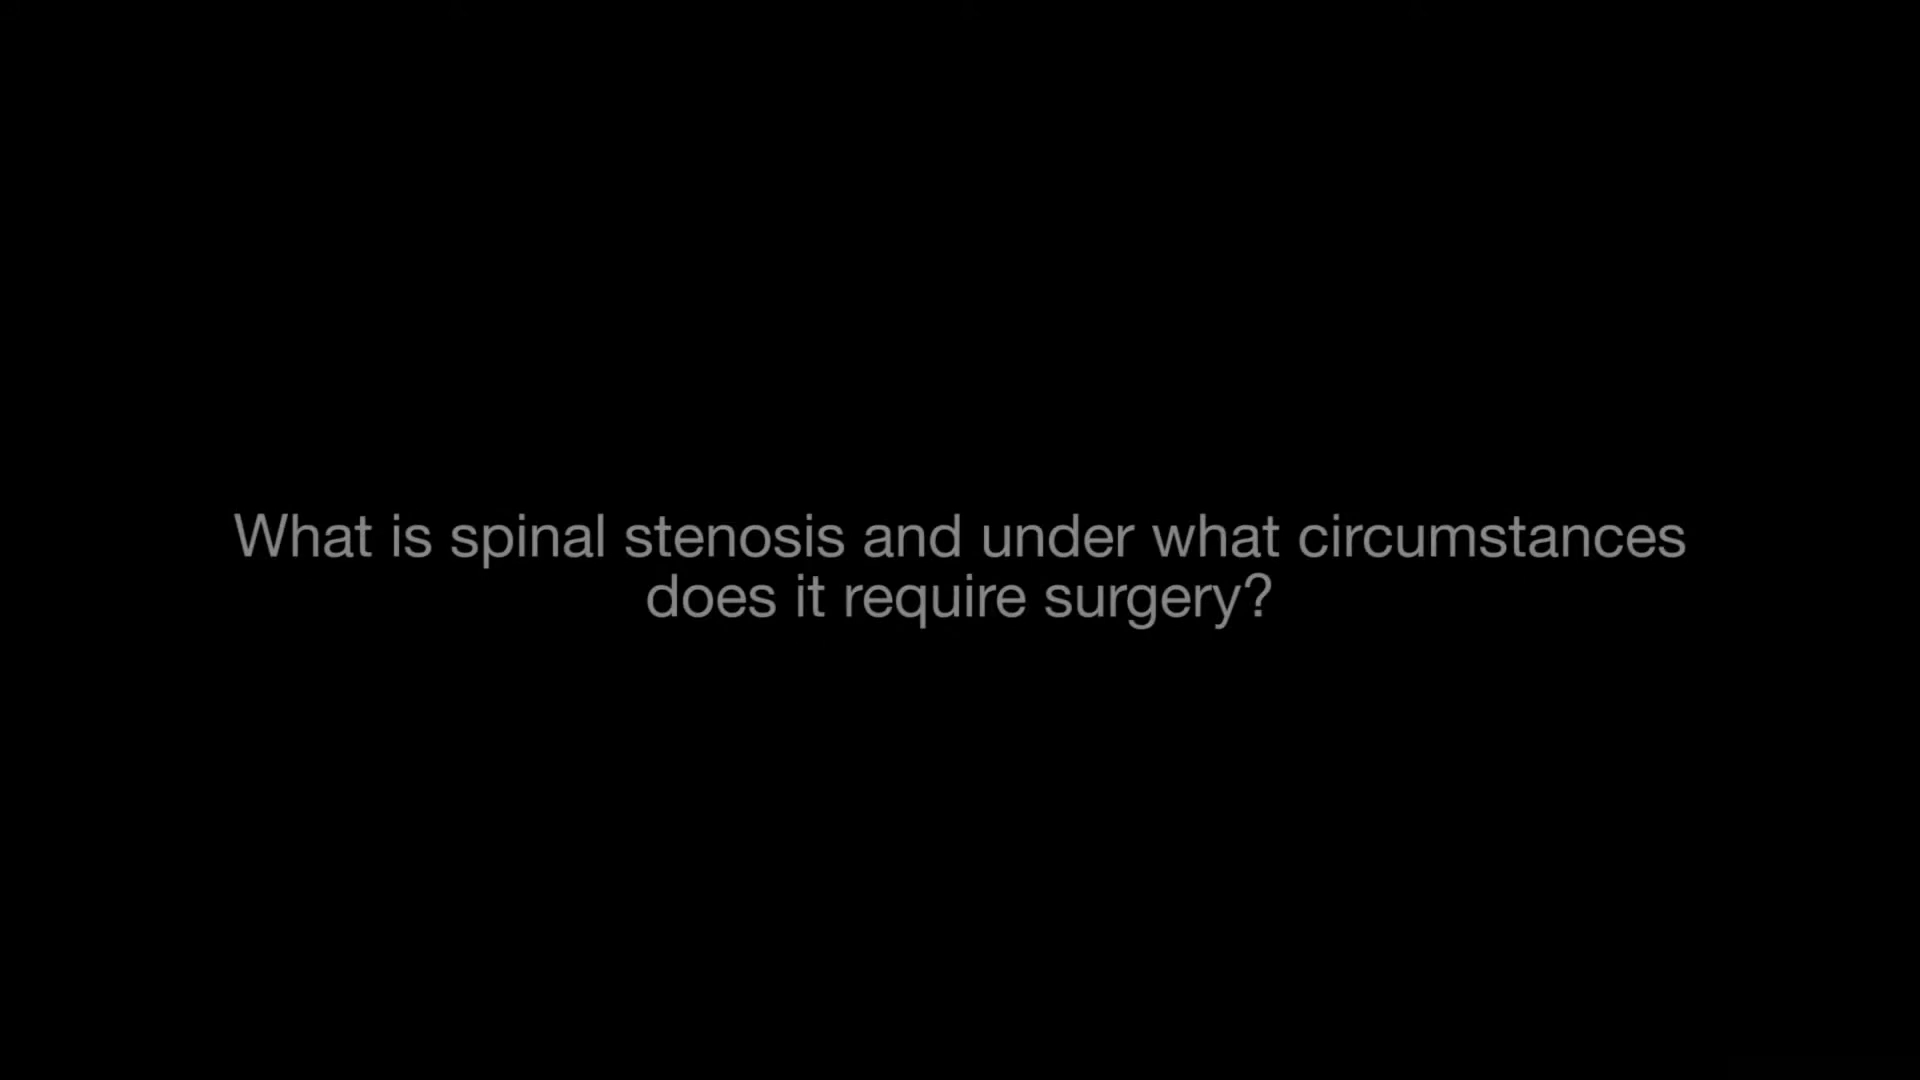 What is spinal stenosis and under what circumstances
does it require surgery?